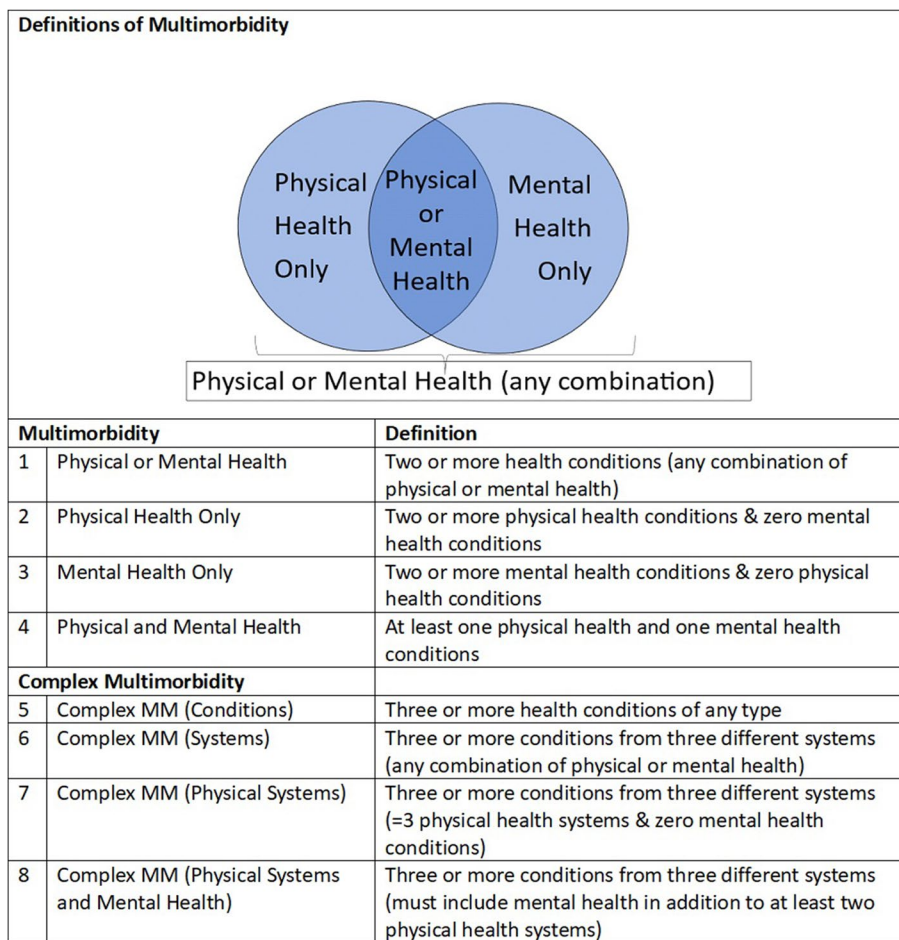 Definitions of Multimorbidity
Physical
Health
Only
Physical
or
Mental
Health
Mental
Health
Only
Physical or Mental Health (any combination)
Multimorbidity Definition
1 Physical or Mental Health Two or more health conditions (any combination of
physical or mental health)
2 Physical Health Only Two or more physical health conditions & zero mental
health conditions
3 Mental Health Only Two or more mental health conditions & zero physical
health conditions
4 Physical and Mental Health At least one physical health and one mental health
conditions
Complex Multimorbidity
5 Complex MM (Conditions) Three or more health conditions of any type
6 Complex MM (Systems) Three or more conditions from three different systems
(any combination of physical or mental health)
7 Complex MM (Physical Systems) Three or more conditions from three different systems
(=3 physical health systems & zero mental health
conditions)
8 Complex MM (Physical Systems Three or more conditions from three different systems
and Mental Health) (must include mental health in addition to at least two
physical health systems)